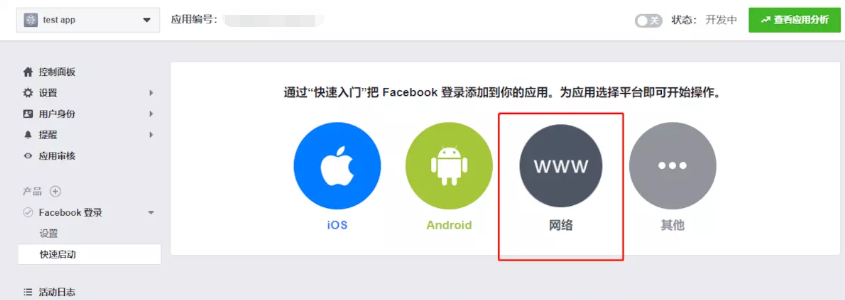 test app
应用编号:
关
状态: 开发中
查看应用分析
控制面板
设置
用户身份
提醒
应用审核
产品
Facebook 登录
设置
快速启动
活动日志
通过“快速入门”把 Facebook 登录添加到你的应用。为应用选择平台即可开始操作。
www
iOS
Android
网络
其他